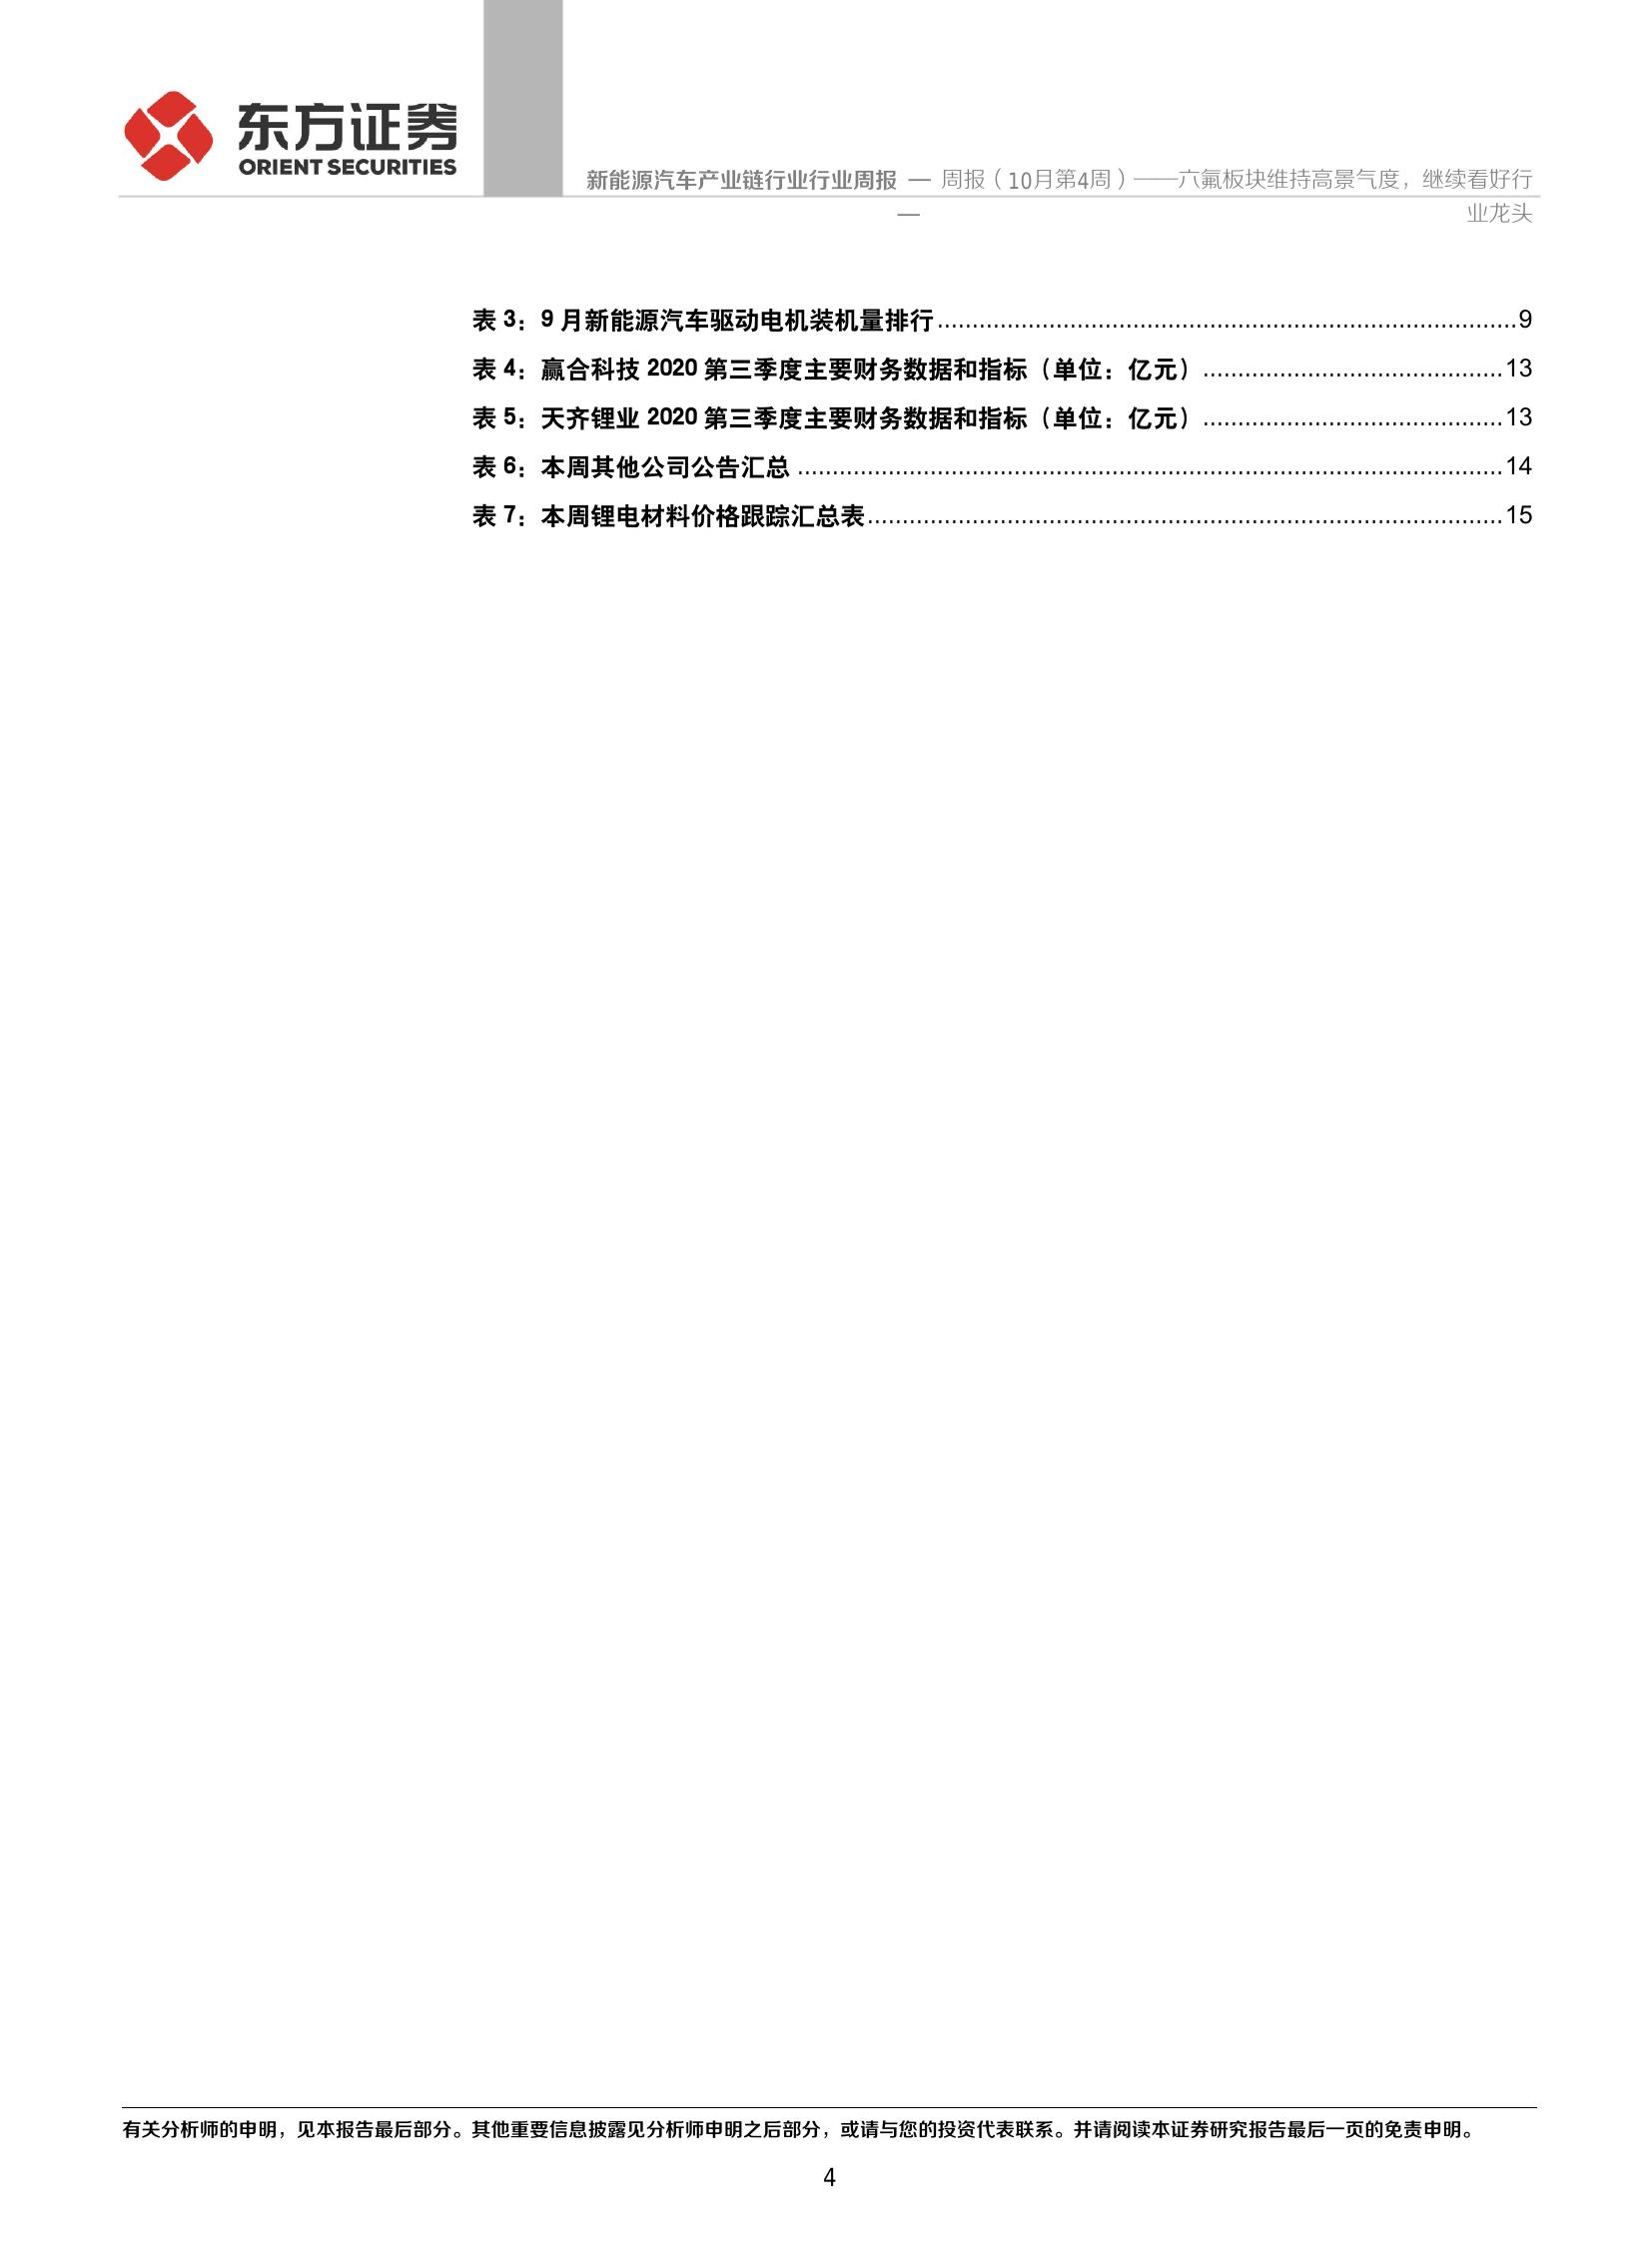 东方证券
ORIENT SECURITIES
新能源汽车产业链行业行业周报 — 周报（10月第4周）——六氟板块维持高景气度，继续看好行
—
业龙头
表 3：9 月新能源汽车驱动电机装机量排行....................................................................................9
表 4：赢合科技 2020 第三季度主要财务数据和指标（单位：亿元）...........................................13
表 5：天齐锂业 2020 第三季度主要财务数据和指标（单位：亿元）...........................................13
表 6：本周其他公司公告汇总 ......................................................................................................14
表 7：本周锂电材料价格跟踪汇总表............................................................................................15
有关分析师的申明，见本报告最后部分。其他重要信息披露见分析师申明之后部分，或请与您的投资代表联系。并请阅读本证券研究报告最后一页的免责申明。
4